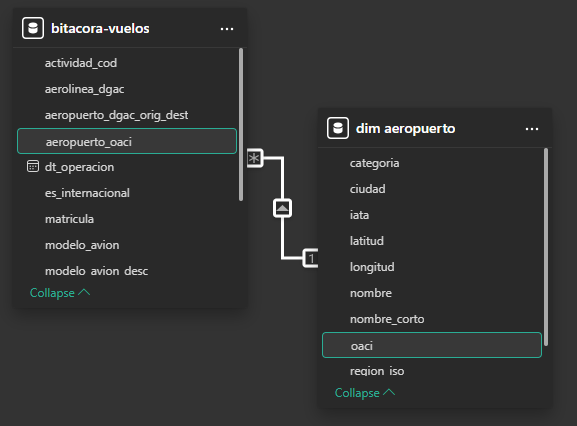 bitacora-vuelos ...
actividad_cod
aerolinea_dgac
aeropuerto_dgac_orig_dest
aeropuerto_oaci
dt_operacion
es_internacional
matricula
modelo_avion
modelo_avion_desc
Collapse
*
1
dim aeropuerto ...
categoria
ciudad
iata
latitud
longitud
nombre
nombre_corto
oaci
region_iso
Collapse